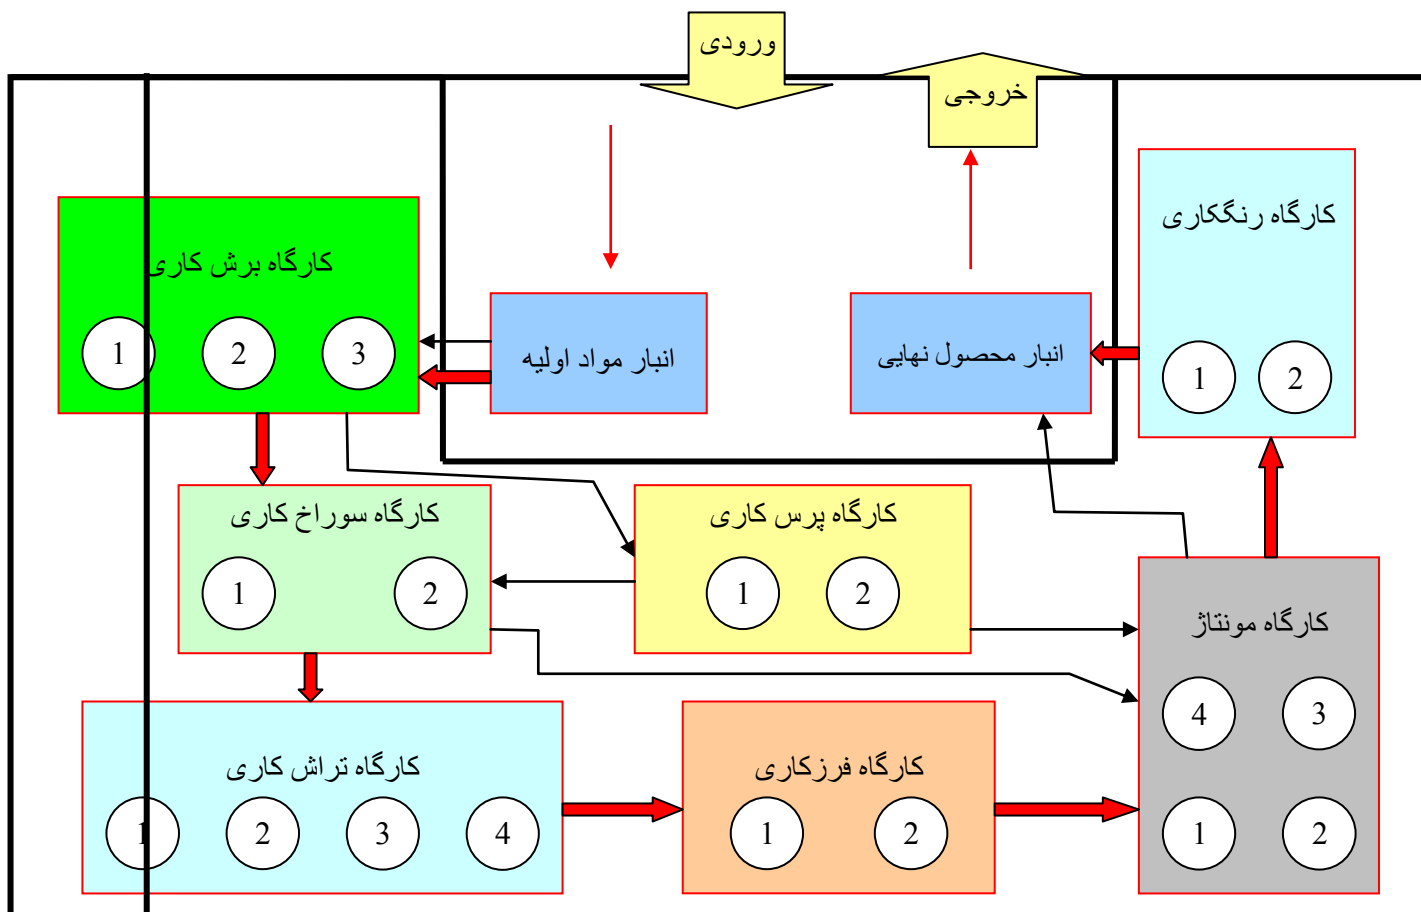 ورودی
خروجی
کارگاه رنگکاری
1 2
کارگاه برش کاری
1 2 3
انبار مواد اولیه
انبار محصول نهایی
کارگاه سوراخ کاری
1 2
کارگاه پرس کاری
1 2
کارگاه مونتاژ
4 3
1 2
کارگاه تراش کاری
1 2 3 4
کارگاه فرزکاری
1 2